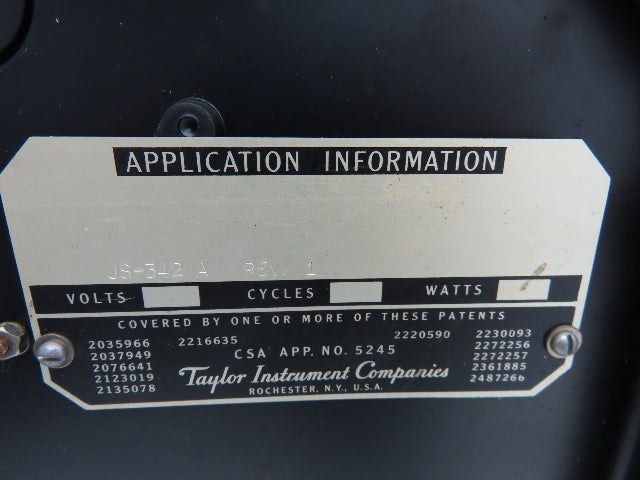 APPLICATION INFORMATION
JS-342 A REV. 1
VOLTS CYCLES WATTS
COVERED BY ONE OR MORE OF THESE PATENTS
2035966 2216635 2220590 2230093
2037949 CSA APP. NO. 5245 2272256
2076641 2272257
2123019 Taylor Instrument Companies 2361885
2135078 ROCHESTER, N.Y., U.S.A. 2487266